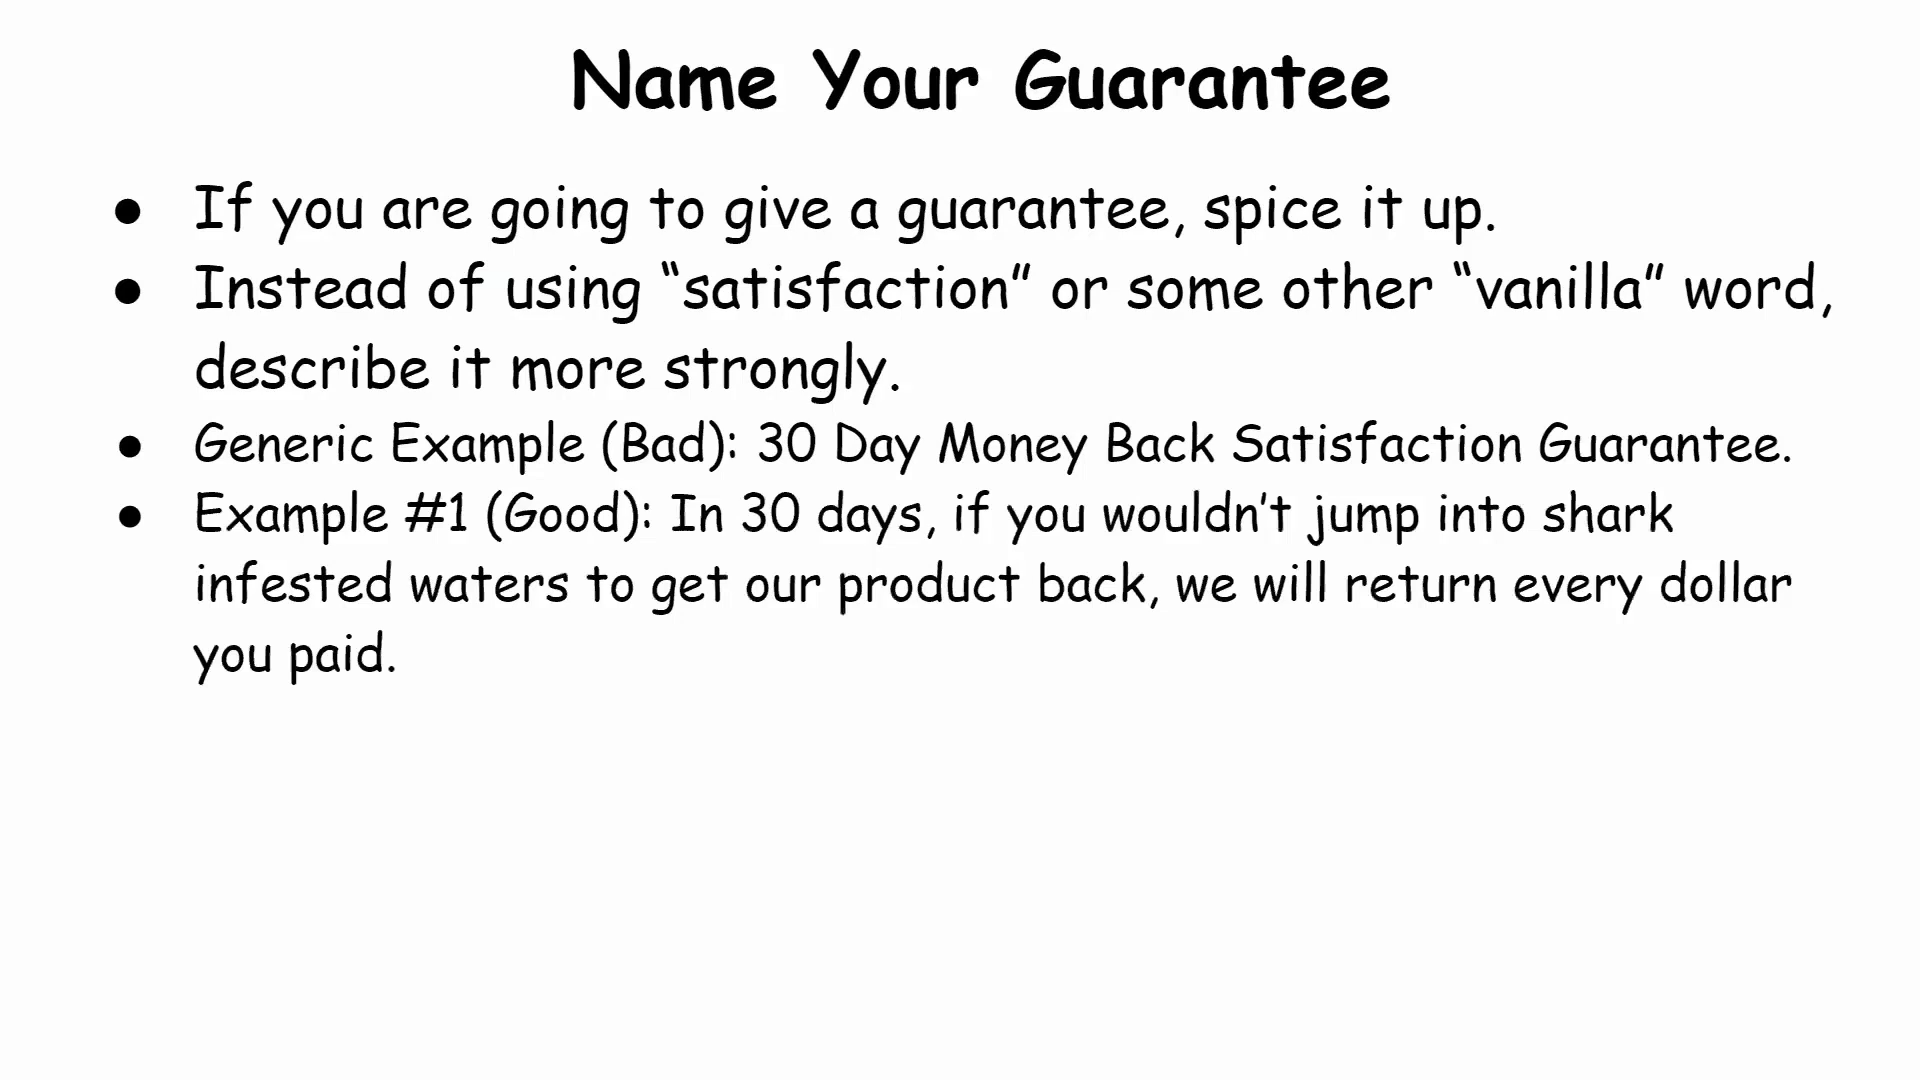 Name Your Guarantee
● If you are going to give a guarantee, spice it up.
● Instead of using “satisfaction” or some other “vanilla” word,
describe it more strongly.
● Generic Example (Bad): 30 Day Money Back Satisfaction Guarantee.
● Example #1 (Good): In 30 days, if you wouldn’t jump into shark
infested waters to get our product back, we will return every dollar
you paid.